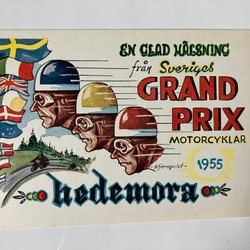 EN GLAD HÄLSNING
från Sveriges
GRAND
PRIX
MOTORCYKLAR
1955
hedemora